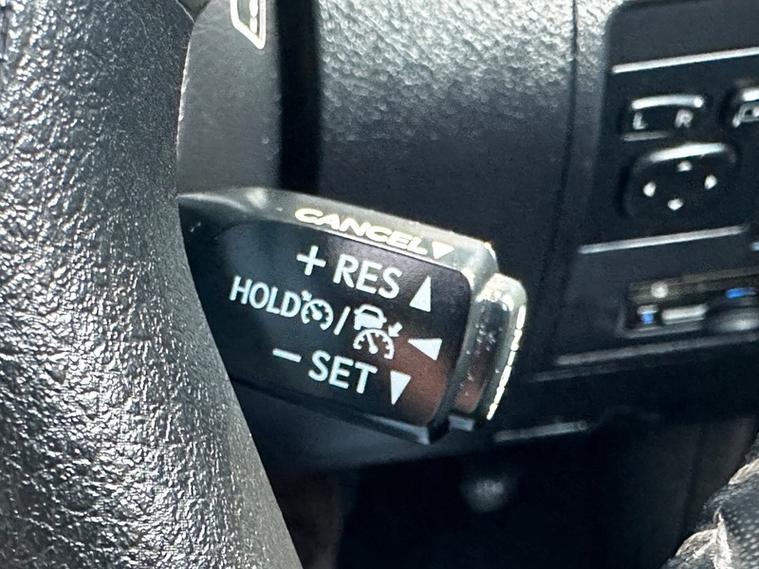 L R
CANCEL
+ RES
HOLD /
– SET